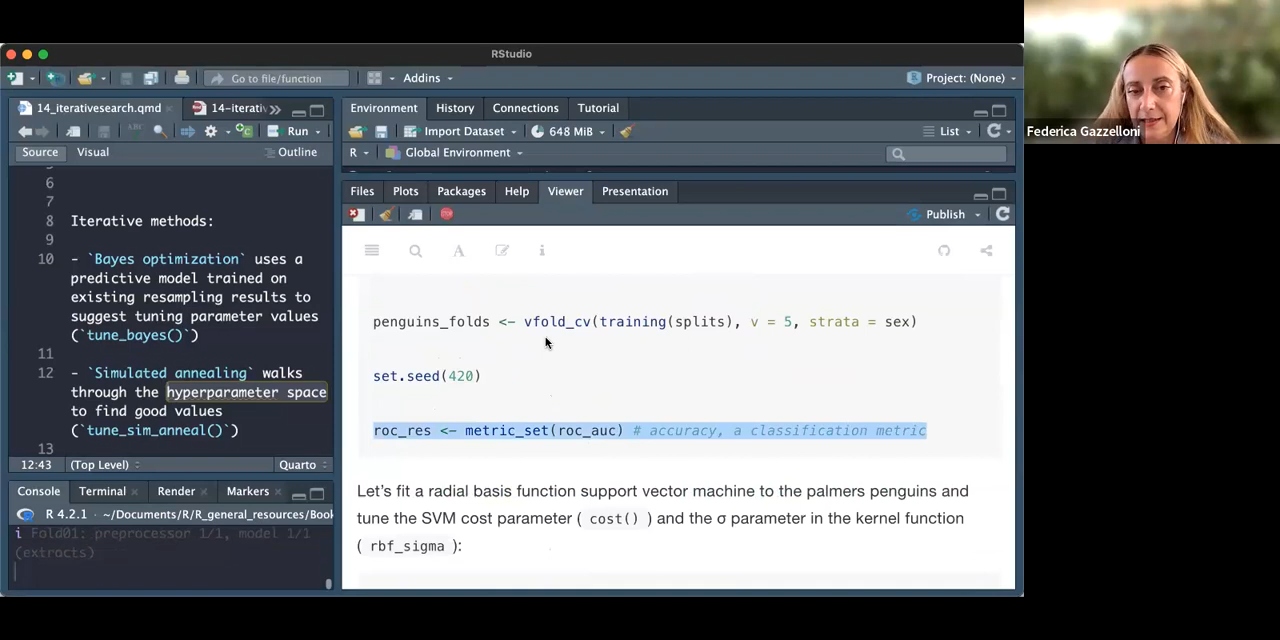 RStudio
Go to file/function
Addins
Project: (None)
14_iterativesearch.qmd
14-iterati
Run
Source
Visual
Outline
6
7
8 Iterative methods:
9
10 - `Bayes optimization` uses a
predictive model trained on
existing resampling results to
suggest tuning parameter values
(`tune_bayes()`)
11
12 - `Simulated annealing` walks
through the hyperparameter space
to find good values
(`tune_sim_anneal()`)
13
12:43 (Top Level) Quarto
Console Terminal Render Markers
R 4.2.1 · ~/Documents/R/R_general_resources/Book
i Fold01: preprocessor 1/1, model 1/1
(extracts)
Environment History Connections Tutorial
Import Dataset 648 MiB List
R Global Environment
Files Plots Packages Help Viewer Presentation
Publish
penguins_folds <- vfold_cv(training(splits), v = 5, strata = sex)
set.seed(420)
roc_res <- metric_set(roc_auc) # accuracy, a classification metric
Let’s fit a radial basis function support vector machine to the palmers penguins and
tune the SVM cost parameter ( cost() ) and the σ parameter in the kernel function
( rbf_sigma ):
Federica Gazzelloni